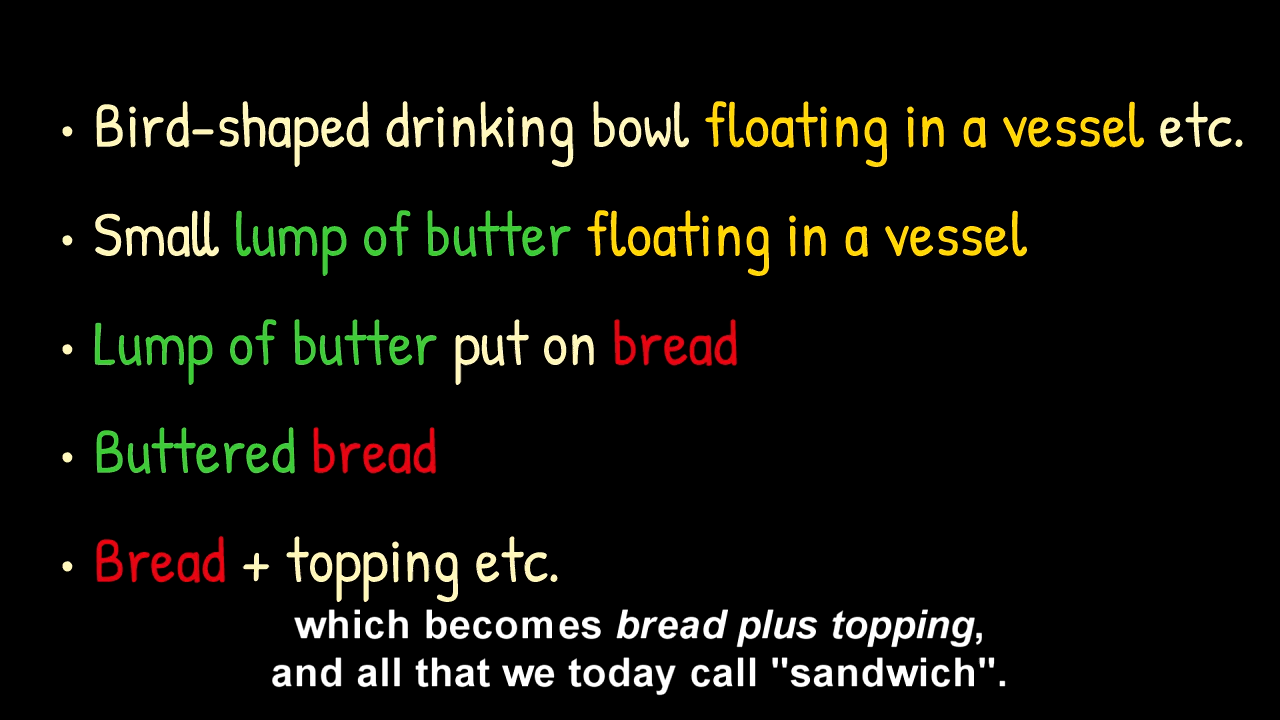 • Bird-shaped drinking bowl floating in a vessel etc.
• Small lump of butter floating in a vessel
• Lump of butter put on bread
• Buttered bread
• Bread + topping etc.
which becomes bread plus topping,
and all that we today call "sandwich".